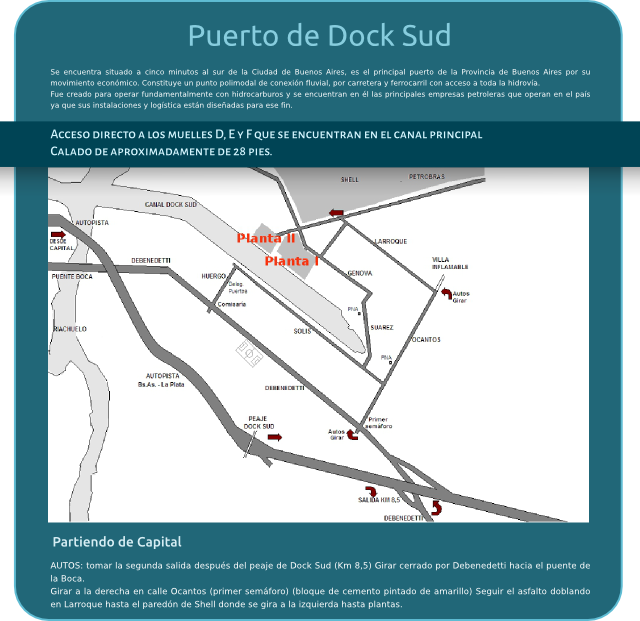 Puerto de Dock Sud
Se encuentra situado a cinco minutos al sur de la Ciudad de Buenos Aires, es el principal puerto de la Provincia de Buenos Aires por su
movimiento económico. Constituye un punto polimodal de conexión fluvial, por carretera y ferrocarril con acceso a toda la hidrovía.
Fue creado para operar fundamentalmente con hidrocarburos y se encuentran en él las principales empresas petroleras que operan en el país
ya que sus instalaciones y logística están diseñadas para ese fin.
Acceso directo a los muelles D, E y F que se encuentran en el canal principal
Calado de aproximadamente de 28 pies.
SHELL
PETROBRAS
CANAL DOCK SUD
AUTOPISTA
DESDE
CAPITAL
Planta II
LARROQUE
DEBENEDETTI
Planta I
VILLA
INFLAMABLE
PUENTE BOCA
HUERGO
GENOVA
Deleg.
Puertos
Autos
Girar
Comisaría
PNA
RIACHUELO
SOLIS
SUAREZ
OCANTOS
PNA
AUTOPISTA
Bs.As. - La Plata
DEBENEDETTI
PEAJE
DOCK SUD
Primer
semáforo
Autos
Girar
SALIDA KM 8,5
DEBENEDETTI
Partiendo de Capital
AUTOS: tomar la segunda salida después del peaje de Dock Sud (Km 8,5) Girar cerrado por Debenedetti hacia el puente de
la Boca.
Girar a la derecha en calle Ocantos (primer semáforo) (bloque de cemento pintado de amarillo) Seguir el asfalto doblando
en Larroque hasta el paredón de Shell donde se gira a la izquierda hasta plantas.